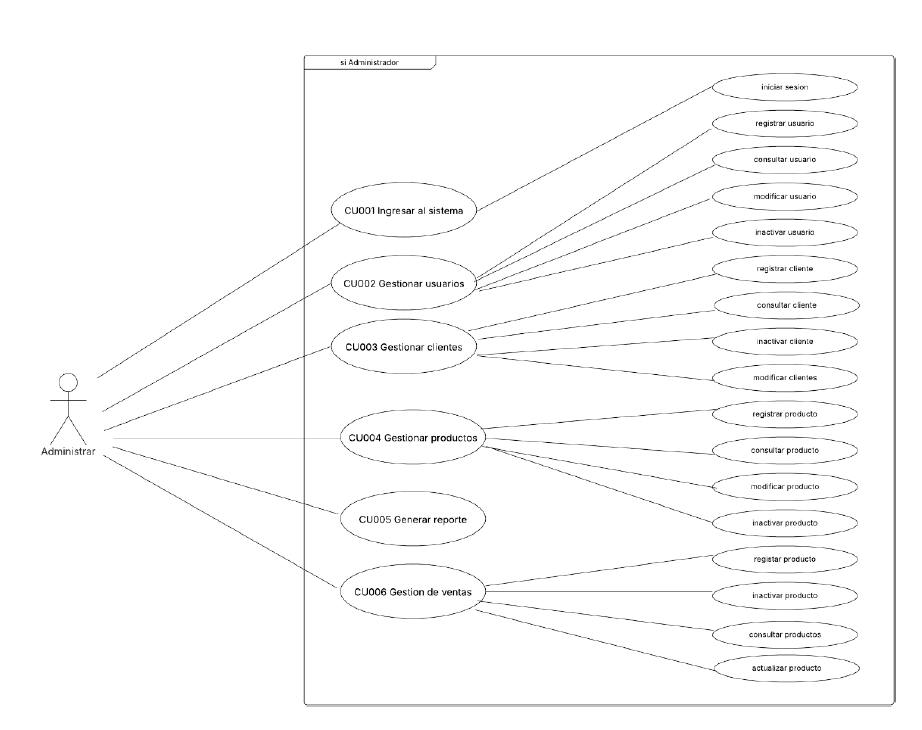 si Administrador
iniciar sesion
registrar usuario
consultar usuario
modificar usuario
inactivar usuario
registrar cliente
consultar cliente
inactivar cliente
modificar clientes
registrar producto
consultar producto
modificar producto
inactivar producto
registar producto
inactivar producto
consultar productos
actualizar producto
CU001 Ingresar al sistema
CU002 Gestionar usuarios
CU003 Gestionar clientes
CU004 Gestionar productos
CU005 Generar reporte
CU006 Gestion de ventas
Administrar